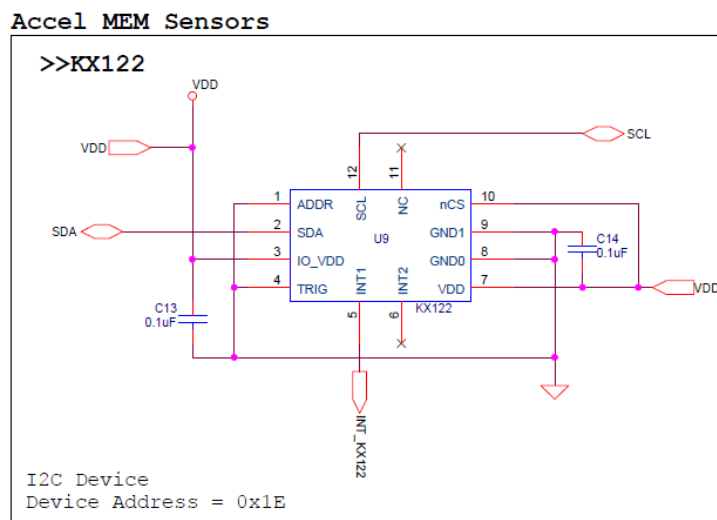 Accel MEM Sensors
>>KX122
VDD
VDD
SCL
12
11
1
ADDR
SCL
NC
nCS
10
SDA
2
SDA
U9
GND1
9
C14
0.1uF
3
IO_VDD
GND0
8
4
TRIG
INT1
INT2
VDD
7
VDD
C13
0.1uF
5
6
KX122
INT_KX122
I2C Device
Device Address = 0x1E